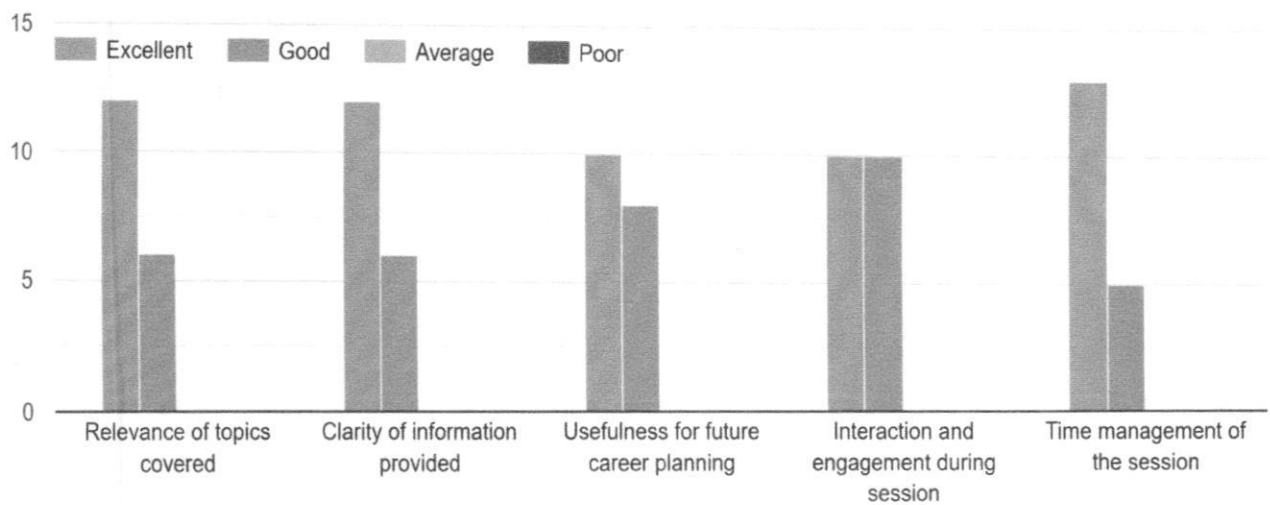 15
Excellent Good Average Poor
10
5
0
Relevance of topics
covered
Clarity of information
provided
Usefulness for future
career planning
Interaction and
engagement during
session
Time management of
the session